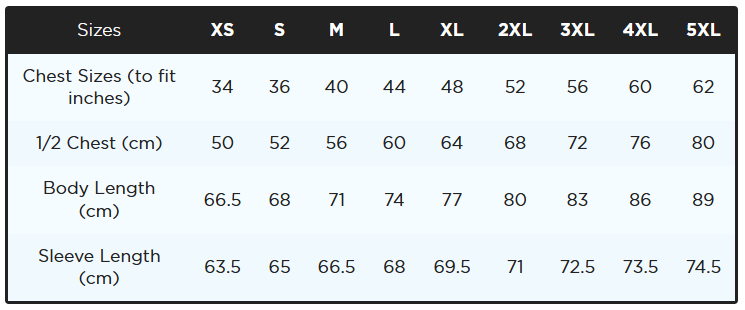 Sizes XS S M L XL 2XL 3XL 4XL 5XL
Chest Sizes (to fit
inches) 34 36 40 44 48 52 56 60 62
1/2 Chest (cm) 50 52 56 60 64 68 72 76 80
Body Length
(cm) 66.5 68 71 74 77 80 83 86 89
Sleeve Length
(cm) 63.5 65 66.5 68 69.5 71 72.5 73.5 74.5